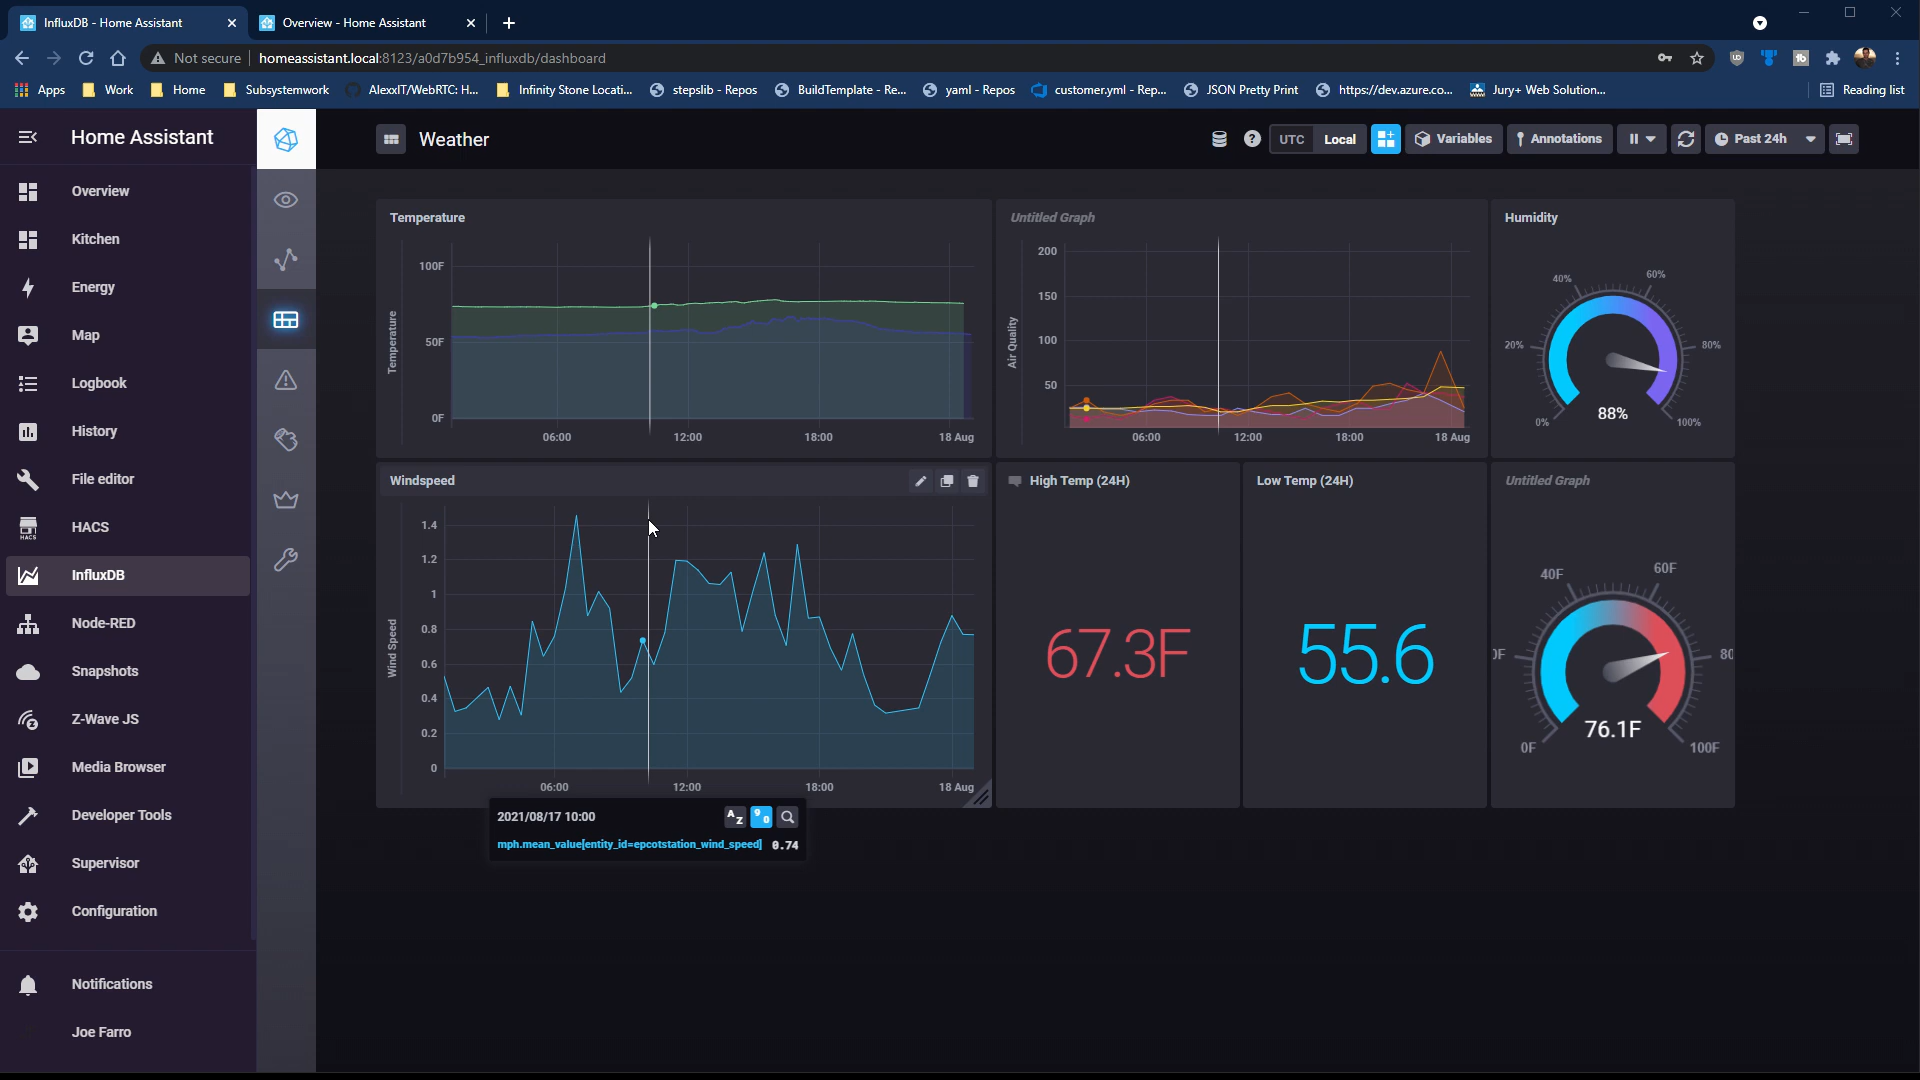 InfluxDB - Home Assistant
Overview - Home Assistant
Not secure
homeassistant.local:8123/a0d7b954_influxdb/dashboard
Apps
Work
Home
Subsystemwork
AlexxIT/WebRTC: H...
Infinity Stone Locati...
stepslib - Repos
BuildTemplate - Re...
yaml - Repos
customer.yml - Rep...
JSON Pretty Print
https://dev.azure.co...
Jury+ Web Solution...
Reading list
Home Assistant
Overview
Kitchen
Energy
Map
Logbook
History
File editor
HACS
HACS
InfluxDB
Node-RED
Snapshots
Z-Wave JS
Media Browser
Developer Tools
Supervisor
Configuration
Notifications
Joe Farro
Weather
UTC
Local
Variables
Annotations
Past 24h
Temperature
Temperature
100F
50F
0F
06:00
12:00
18:00
18 Aug
Untitled Graph
Air Quality
200
150
100
50
06:00
12:00
18:00
18 Aug
Humidity
0%
20%
40%
60%
80%
100%
88%
Windspeed
Wind Speed
1.4
1.2
1
0.8
0.6
0.4
0.2
0
06:00
12:00
18:00
18 Aug
2021/08/17 10:00
AZ
90
mph.mean_value[entity_id=epcotstation_wind_speed] 0.74
High Temp (24H)
67.3F
Low Temp (24H)
55.6
Untitled Graph
0F
40F
60F
80
100F
76.1F